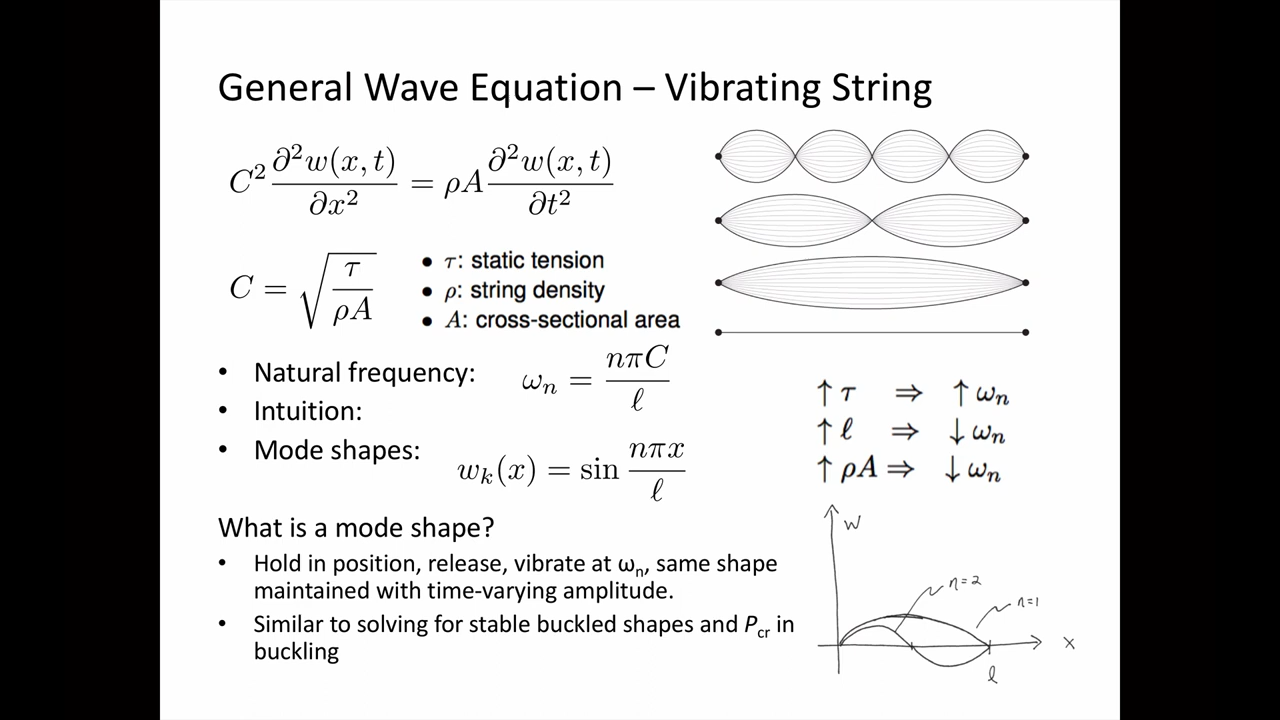 General Wave Equation – Vibrating String
C² ∂²w(x, t)/∂x² = ρA ∂²w(x, t)/∂t²
C = √(τ/ρA)
• τ: static tension
• ρ: string density
• A: cross-sectional area
• Natural frequency: ωₙ = nπC/ℓ
• Intuition:
• Mode shapes: wₖ(x) = sin nπx/ℓ
↑ τ ⇒ ↑ ωₙ
↑ ℓ ⇒ ↓ ωₙ
↑ ρA ⇒ ↓ ωₙ
What is a mode shape?
• Hold in position, release, vibrate at ωₙ, same shape
maintained with time-varying amplitude.
• Similar to solving for stable buckled shapes and Pcr in
buckling
w
n=2
n=1
x
ℓ